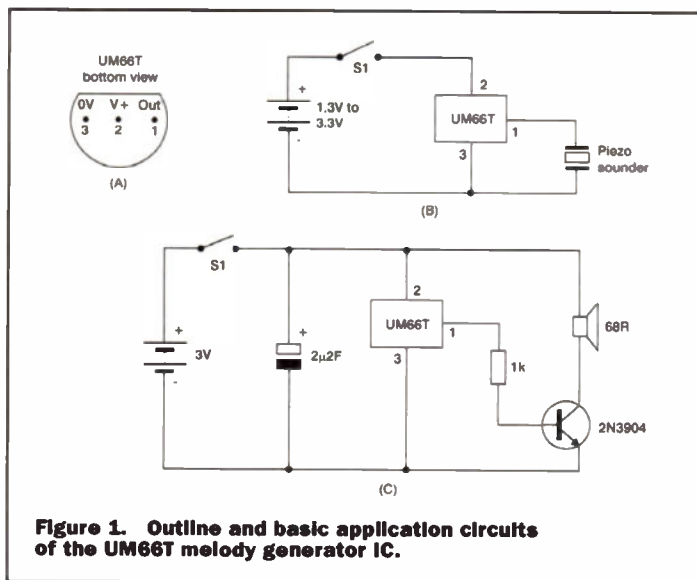 UM66T
bottom view
0V V+ Out
3 2 1
(A)
S1
+
1.3V to
3.3V
-
2
UM66T
1
3
Piezo
sounder
(B)
S1
+
3V
-
+
2µ2F
2
UM66T
1
3
1k
68R
2N3904
(C)
Figure 1. Outline and basic application circuits
of the UM66T melody generator IC.